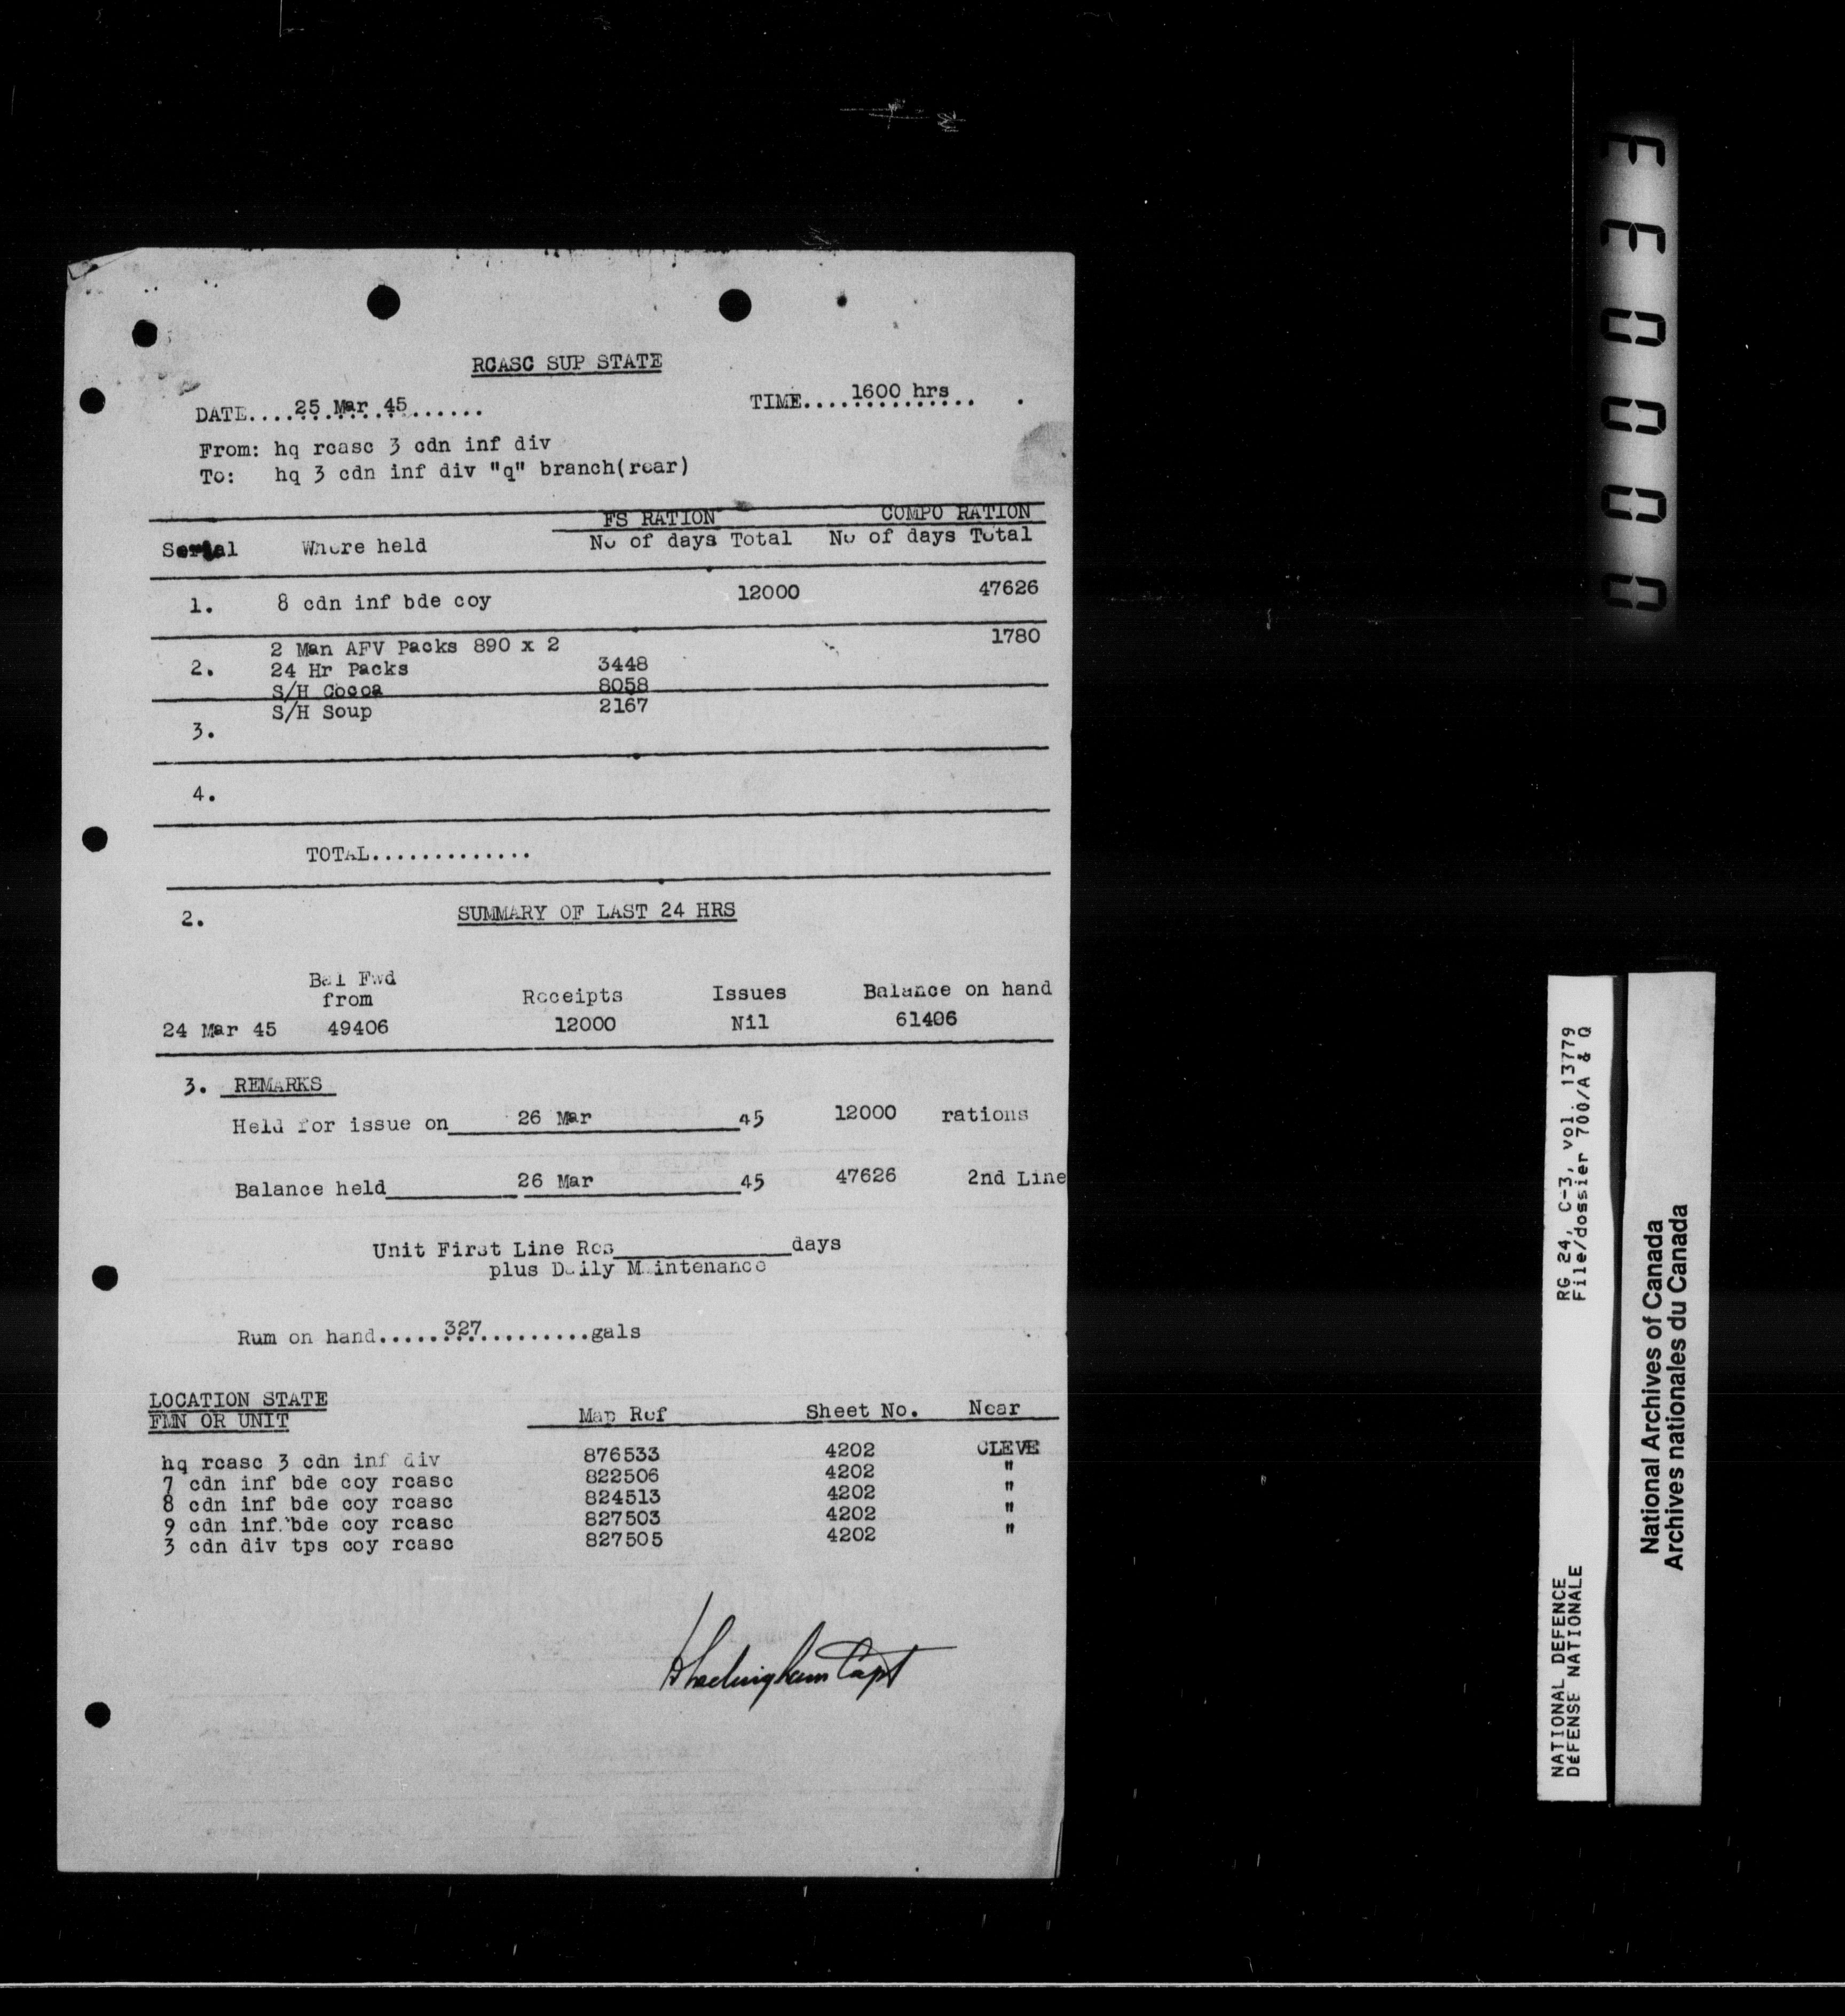 RCASC SUP STATE
DATE....25 Mar 45......
TIME....1600 hrs....
From: hq rcasc 3 cdn inf div
To: hq 3 cdn inf div "q" branch(rear)
FS RATION COMPO RATION
Serial Where held No of days Total No of days Total
1. 8 cdn inf bde coy 12000 47626
2 Man AFV Packs 890 x 2 1780
2. 24 Hr Packs 3448
S/H Cocoa 8058
S/H Soup 2167
3.
4.
TOTAL.............
2. SUMMARY OF LAST 24 HRS
Bal Fwd
from Receipts Issues Balance on hand
24 Mar 45 49406 12000 Nil 61406
3. REMARKS
Held for issue on 26 Mar 45 12000 rations
Balance held 26 Mar 45 47626 2nd Line
Unit First Line Res days
plus Daily Maintenance
Rum on hand.....327.........gals
LOCATION STATE
FMN OR UNIT Map Ref Sheet No. Near
hq rcasc 3 cdn inf div 876533 4202 CLEVE
7 cdn inf bde coy rcasc 822506 4202 "
8 cdn inf bde coy rcasc 824513 4202 "
9 cdn inf bde coy rcasc 827503 4202 "
3 cdn div tps coy rcasc 827505 4202 "
Capt
000033
RG 24, C-3, vol. 13779
File/dossier 700/A & Q
NATIONAL DEFENCE
DÉFENSE NATIONALE
National Archives of Canada
Archives nationales du Canada